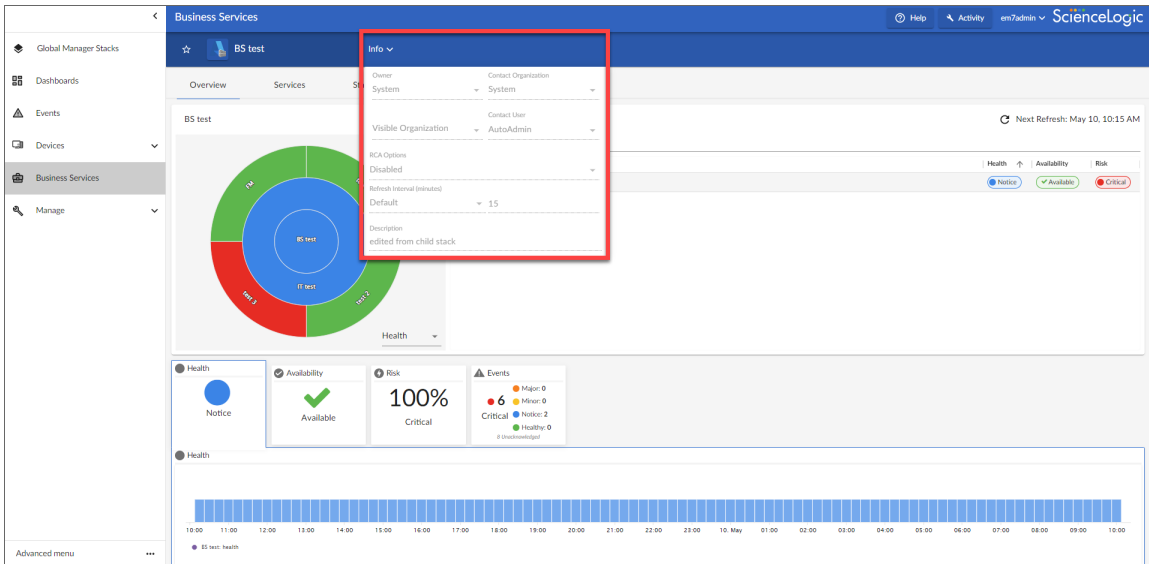 Business Services
Help
Activity
em7admin
ScienceLogic
Global Manager Stacks
Dashboards
Events
Devices
Business Services
Manage
Advanced menu
BS test
Info
Overview
Services
Owner
Contact Organization
System
System
Contact User
Visible Organization
AutoAdmin
RCA Options
Disabled
Refresh Interval (minutes)
Default
15
Description
edited from child stack
BS test
Next Refresh: May 10, 10:15 AM
Health
Availability
Risk
Notice
Available
Critical
BS test
IT test
test 3
test 2
Health
Health
Notice
Availability
Available
Risk
100%
Critical
Events
6
Critical
Major: 0
Minor: 0
Notice: 2
Healthy: 0
8 Unacknowledged
Health
10:00 11:00 12:00 13:00 14:00 15:00 16:00 17:00 18:00 19:00 20:00 21:00 22:00 23:00 10. May 01:00 02:00 03:00 04:00 05:00 06:00 07:00 08:00 09:00 10:00
BS test: health